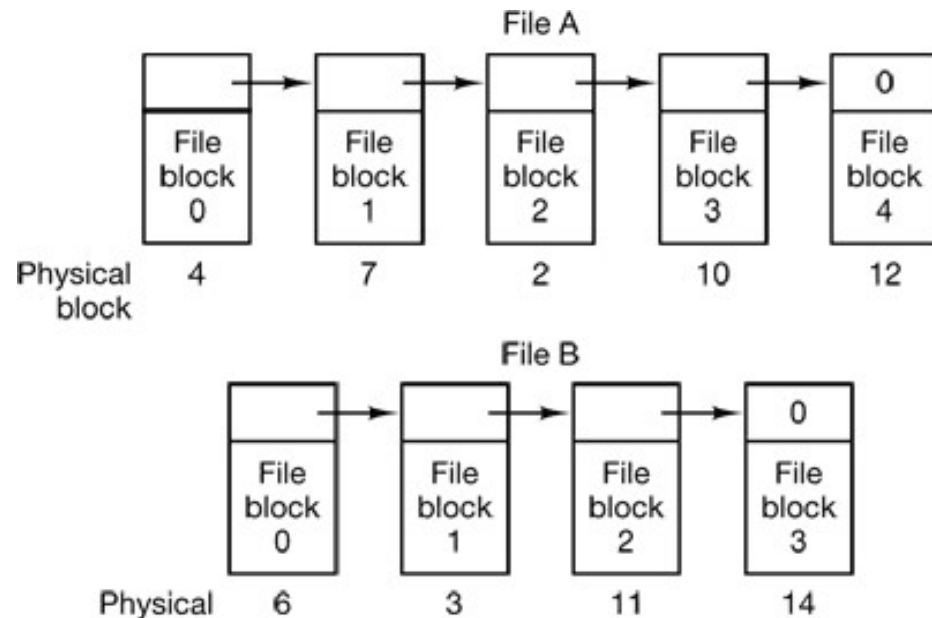 File A
0
File File File File File
block block block block block
0 1 2 3 4
Physical 4 7 2 10 12
block
File B
0
File File File File
block block block block
0 1 2 3
Physical 6 3 11 14